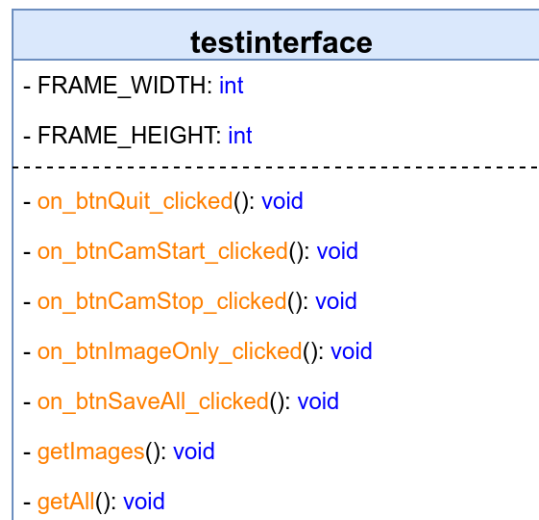 testinterface
- FRAME_WIDTH: int
- FRAME_HEIGHT: int
- on_btnQuit_clicked(): void
- on_btnCamStart_clicked(): void
- on_btnCamStop_clicked(): void
- on_btnImageOnly_clicked(): void
- on_btnSaveAll_clicked(): void
- getImages(): void
- getAll(): void